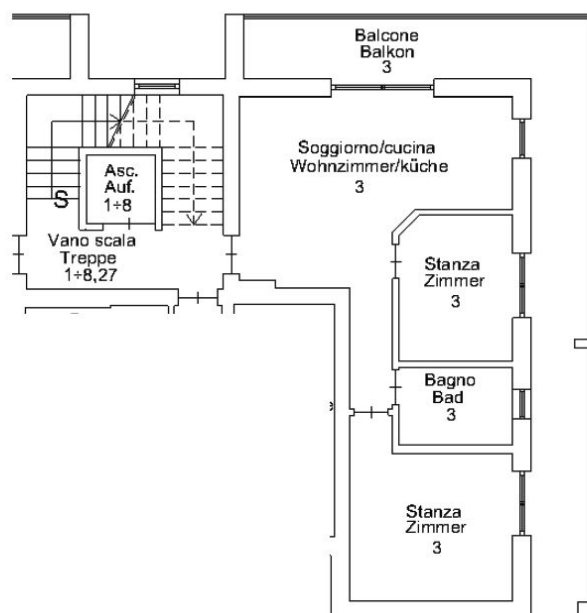 Balcone
Balkon
3
Soggiorno/cucina
Wohnzimmer/küche
3
Asc.
Auf.
1÷8
S
Vano scala
Treppe
1÷8,27
Stanza
Zimmer
3
Bagno
Bad
3
Stanza
Zimmer
3